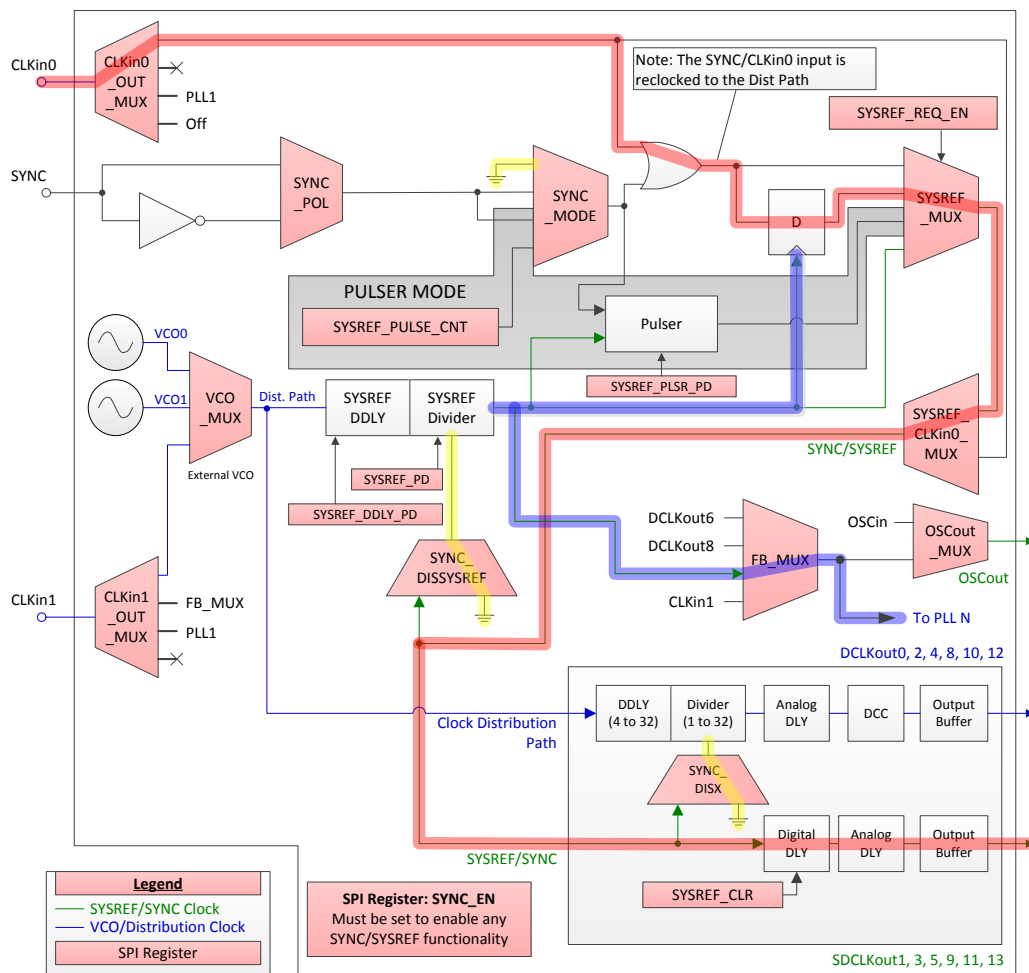 CLKin0
CLKin0
_OUT
_MUX
PLL1
Off
Note: The SYNC/CLKin0 input is
reclocked to the Dist Path
SYSREF_REQ_EN
SYNC
SYNC
_POL
SYNC
_MODE
D
SYSREF
_MUX
PULSER MODE
SYSREF_PULSE_CNT
Pulser
SYSREF_PLSR_PD
VCO0
VCO1
VCO
_MUX
External VCO
Dist. Path
SYSREF
DDLY
SYSREF
Divider
SYSREF_PD
SYSREF_DDLY_PD
SYSREF_
CLKin0_
MUX
SYNC/SYSREF
SYNC_
DISSYSREF
DCLKout6
DCLKout8
CLKin1
FB_MUX
OSCin
OSCout
_MUX
OSCout
To PLL N
CLKin1
CLKin1
_OUT
_MUX
FB_MUX
PLL1
DCLKout0, 2, 4, 8, 10, 12
Clock Distribution
Path
DDLY
(4 to 32)
Divider
(1 to 32)
Analog
DLY
DCC
Output
Buffer
SYNC_
DISX
SYSREF/SYNC
Digital
DLY
Analog
DLY
Output
Buffer
SYSREF_CLR
Legend
SYSREF/SYNC Clock
VCO/Distribution Clock
SPI Register
SPI Register: SYNC_EN
Must be set to enable any
SYNC/SYSREF functionality
SDCLKout1, 3, 5, 9, 11, 13